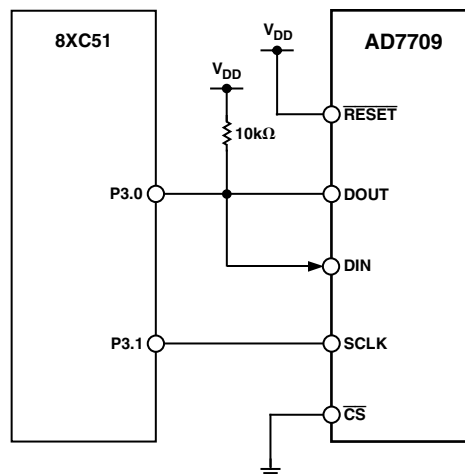 8XC51
AD7709
VDD
VDD
RESET
10kΩ
P3.0
DOUT
DIN
P3.1
SCLK
CS